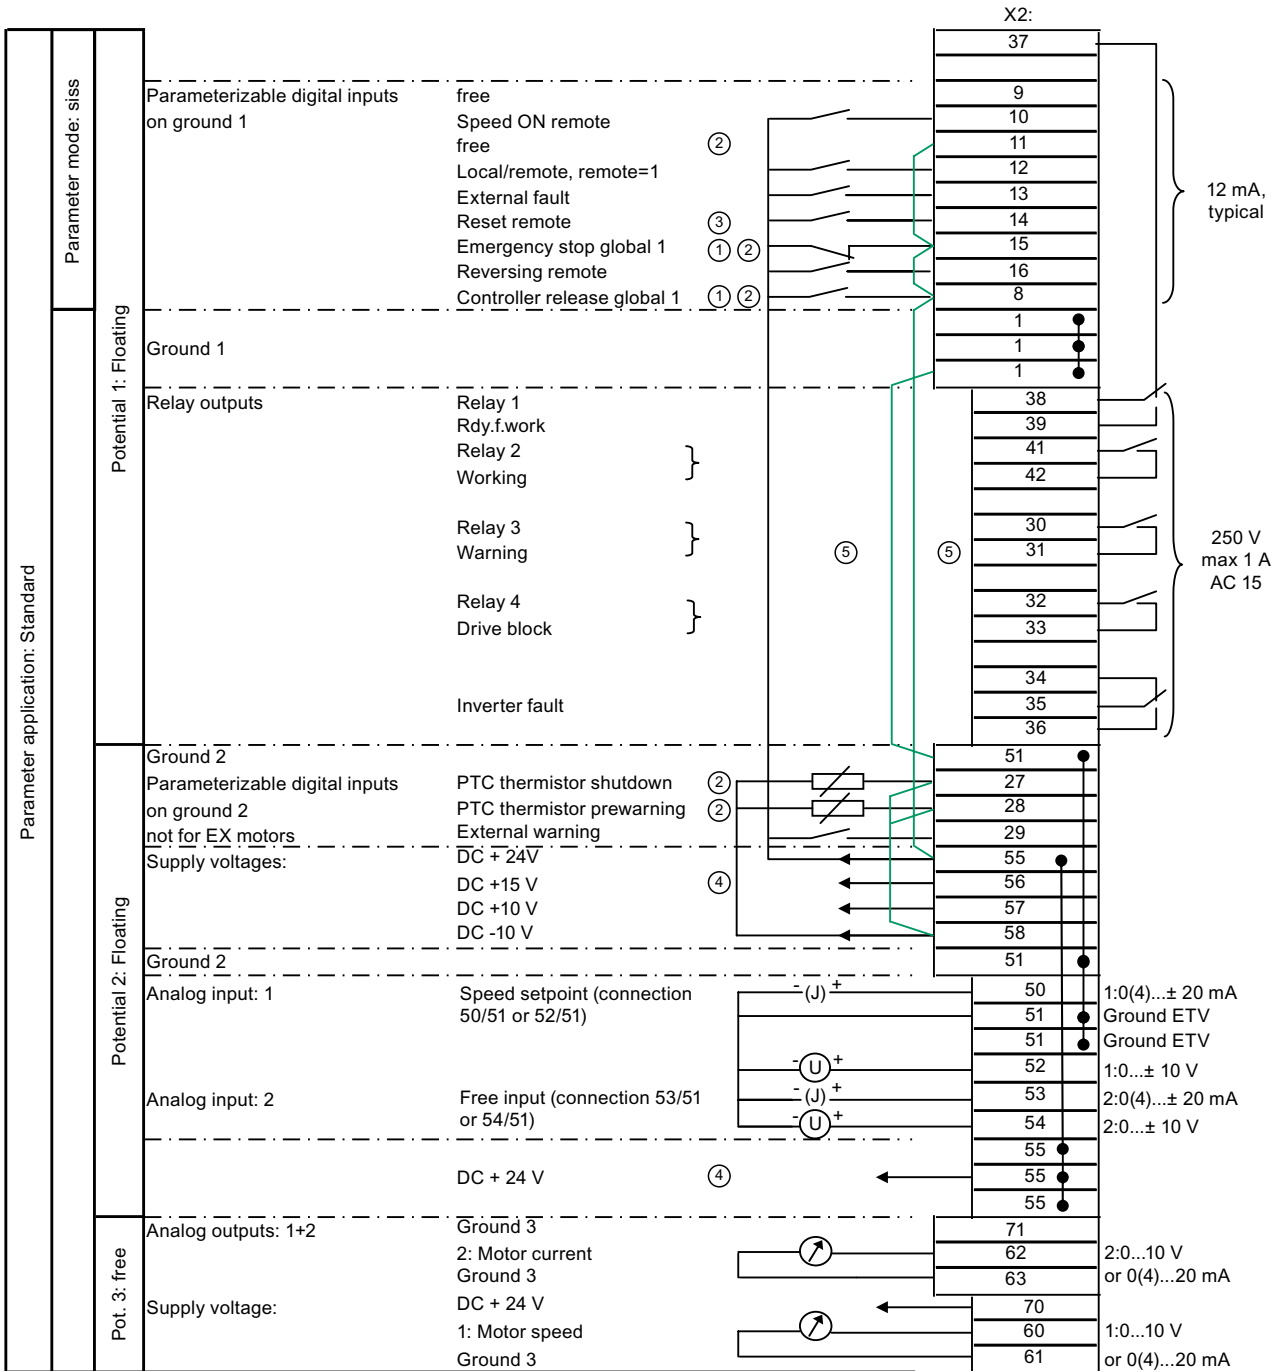 X2:
37
Parameterizable digital inputs free 9
on ground 1 Speed ON remote 10
free ② 11
Local/remote, remote=1 12
External fault 13
12 mA,
typical
Reset remote ③ 14
Emergency stop global 1 ① ② 15
Reversing remote 16
Controller release global 1 ① ② 8
1
Ground 1 1
1
Relay outputs Relay 1 38
Rdy.f.work 39
Relay 2 41
Working 42
Relay 3 30
Warning ⑤ ⑤ 31
250 V
max 1 A
AC 15
Relay 4 32
Drive block 33
34
Inverter fault 35
36
Ground 2 51
Parameterizable digital inputs PTC thermistor shutdown ② 27
on ground 2 PTC thermistor prewarning ② 28
not for EX motors External warning 29
Supply voltages: DC + 24V 55
DC +15 V ④ 56
DC +10 V 57
DC -10 V 58
Ground 2 51
Analog input: 1 Speed setpoint (connection - (J) + 50 1:0(4)...± 20 mA
50/51 or 52/51) 51 Ground ETV
51 Ground ETV
- U + 52 1:0...± 10 V
Analog input: 2 Free input (connection 53/51 - (J) + 53 2:0(4)...± 20 mA
or 54/51) - U + 54 2:0...± 10 V
55
DC + 24 V ④ 55
55
Analog outputs: 1+2 Ground 3 71
2: Motor current 62 2:0...10 V
Ground 3 63 or 0(4)...20 mA
Supply voltage: DC + 24 V 70
1: Motor speed 60 1:0...10 V
Ground 3 61 or 0(4)...20 mA
Parameter application: Standard
Parameter mode: siss
Potential 1: Floating
Potential 2: Floating
Pot. 3: free